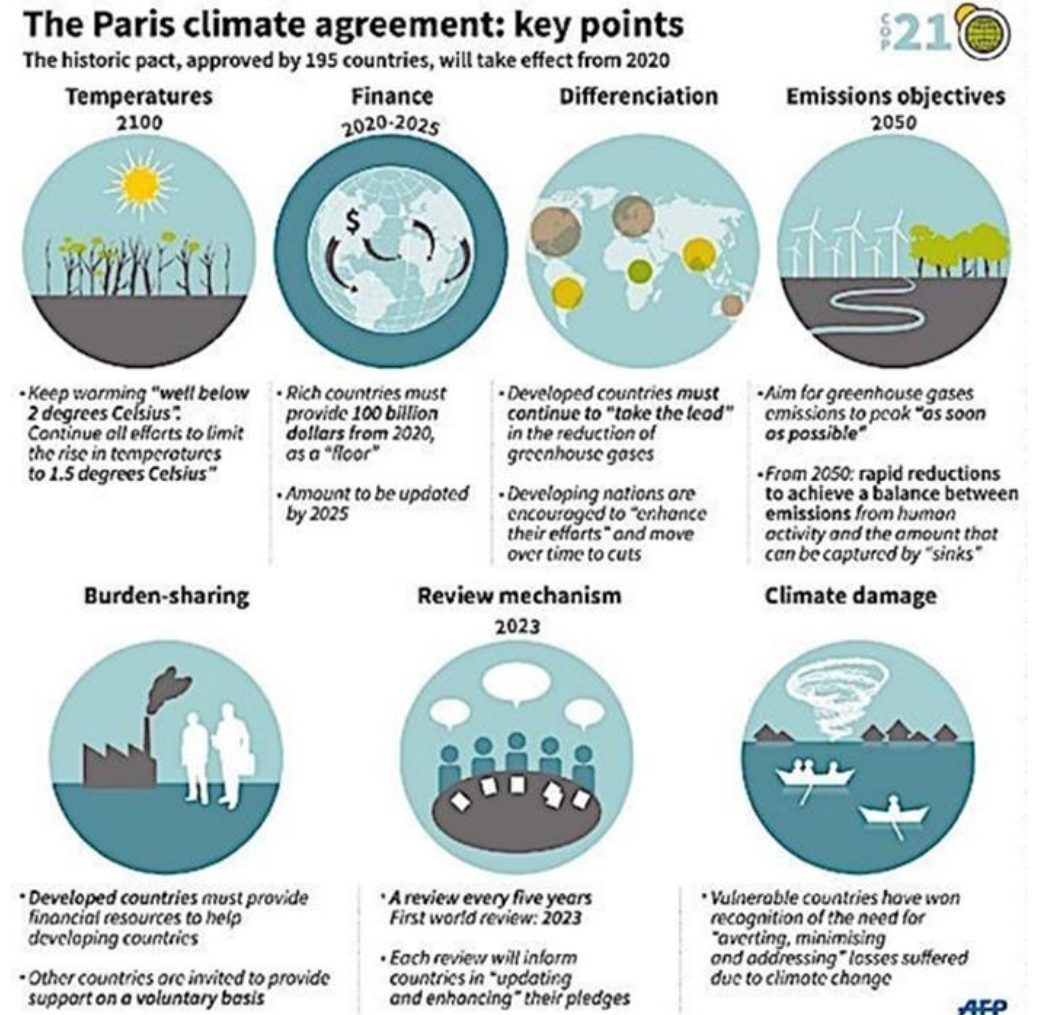 The Paris climate agreement: key points
COP
21
The historic pact, approved by 195 countries, will take effect from 2020
Temperatures
2100
$
• Keep warming "well below
2 degrees Celsius".
Continue all efforts to limit
the rise in temperatures
to 1.5 degrees Celsius"
Finance
2020-2025
• Rich countries must
provide 100 billion
dollars from 2020,
as a "floor"
• Amount to be updated
by 2025
Differenciation
• Developed countries must
continue to "take the lead"
in the reduction of
greenhouse gases
• Developing nations are
encouraged to "enhance
their efforts" and move
over time to cuts
Emissions objectives
2050
• Aim for greenhouse gases
emissions to peak "as soon
as possible"
• From 2050: rapid reductions
to achieve a balance between
emissions from human
activity and the amount that
can be captured by "sinks"
Burden-sharing
• Developed countries must provide
financial resources to help
developing countries
• Other countries are invited to provide
support on a voluntary basis
Review mechanism
2023
• A review every five years
First world review: 2023
• Each review will inform
countries in "updating
and enhancing" their pledges
Climate damage
• Vulnerable countries have won
recognition of the need for
"averting, minimising
and addressing" losses suffered
due to climate change
AFP